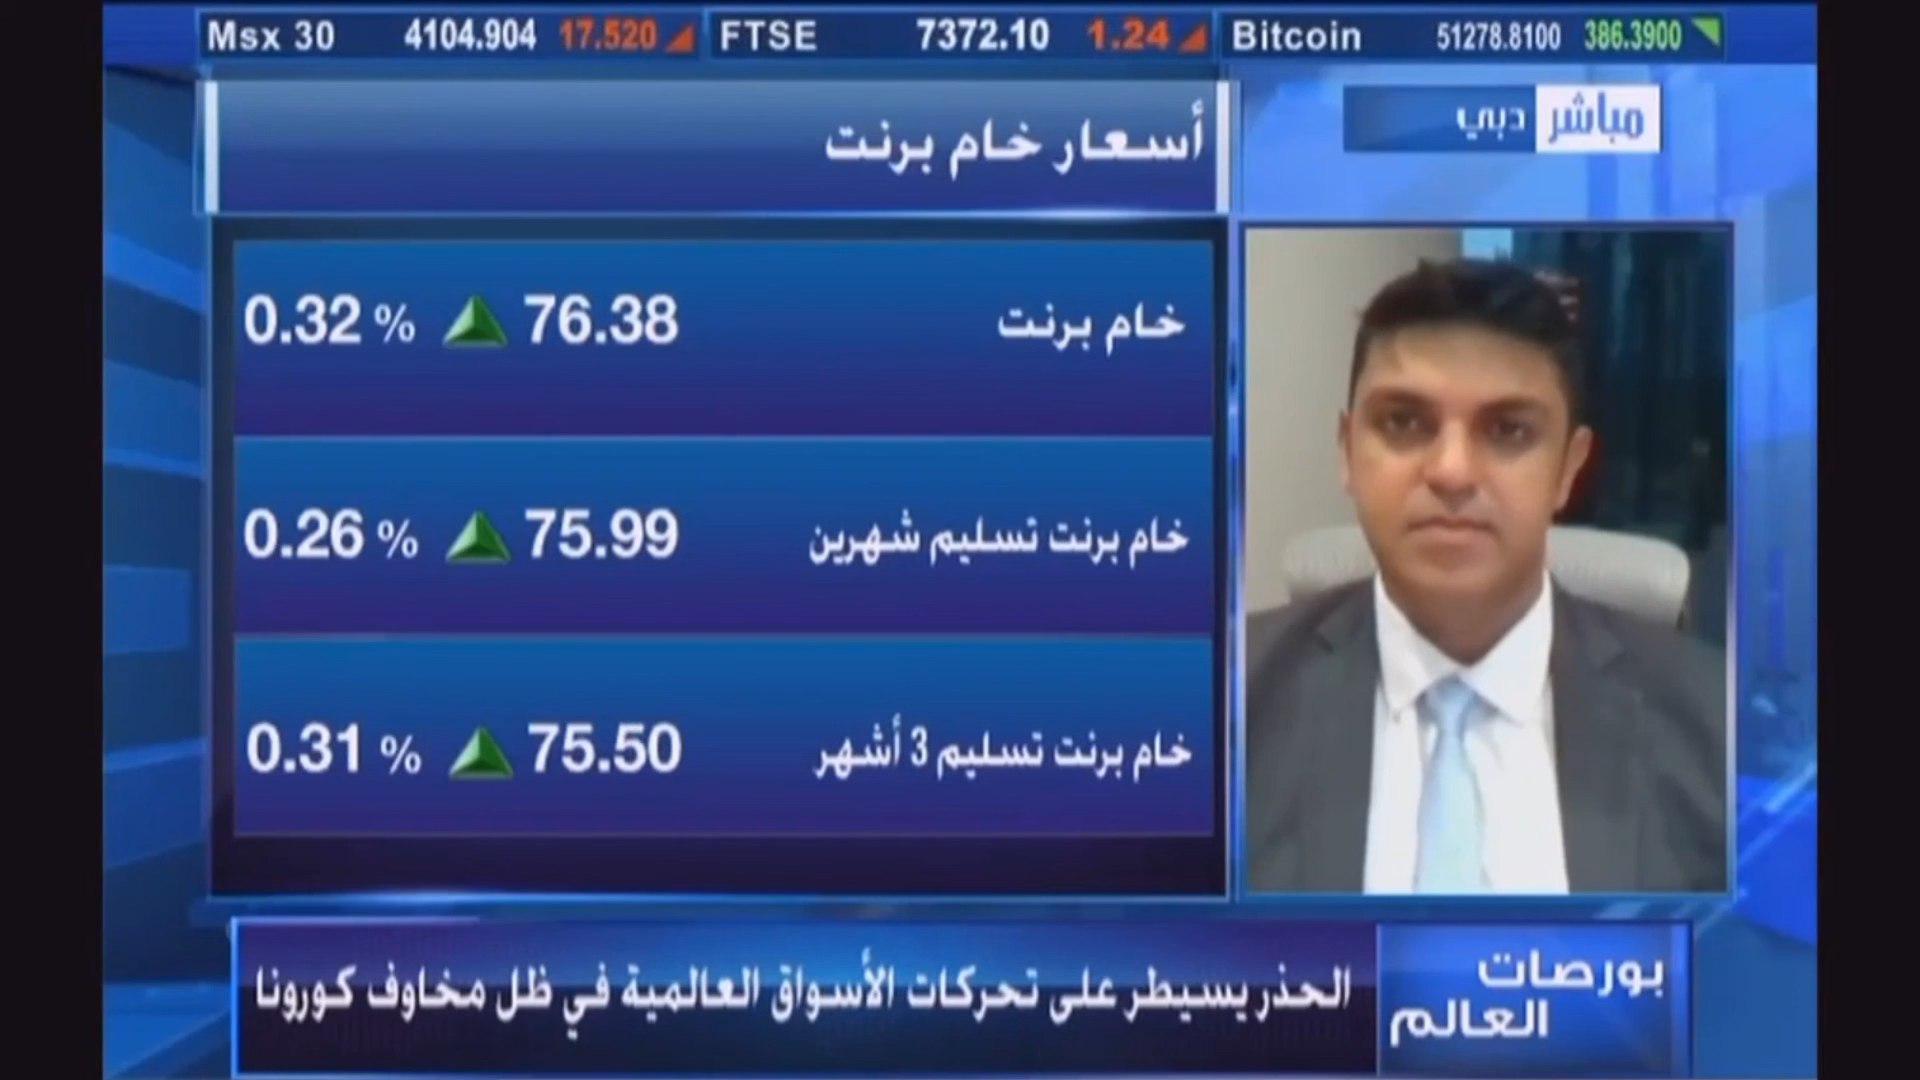 Msx 30 4104.904 17.520 FTSE 7372.10 1.24 Bitcoin 51278.8100 386.3900
مباشر دبي
أسعار خام برنت
خام برنت 76.38 0.32 %
خام برنت تسليم شهرين 75.99 0.26 %
خام برنت تسليم 3 أشهر 75.50 0.31 %
بورصات
العالم
الحذر يسيطر على تحركات الأسواق العالمية في ظل مخاوف كورونا